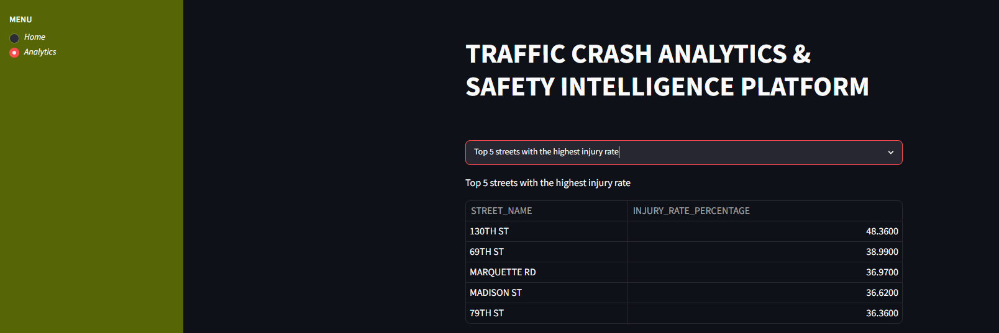 MENU
Home
Analytics
TRAFFIC CRASH ANALYTICS &
SAFETY INTELLIGENCE PLATFORM
Top 5 streets with the highest injury rate
Top 5 streets with the highest injury rate
STREET_NAME INJURY_RATE_PERCENTAGE
130TH ST 48.3600
69TH ST 38.9900
MARQUETTE RD 36.9700
MADISON ST 36.6200
79TH ST 36.3600